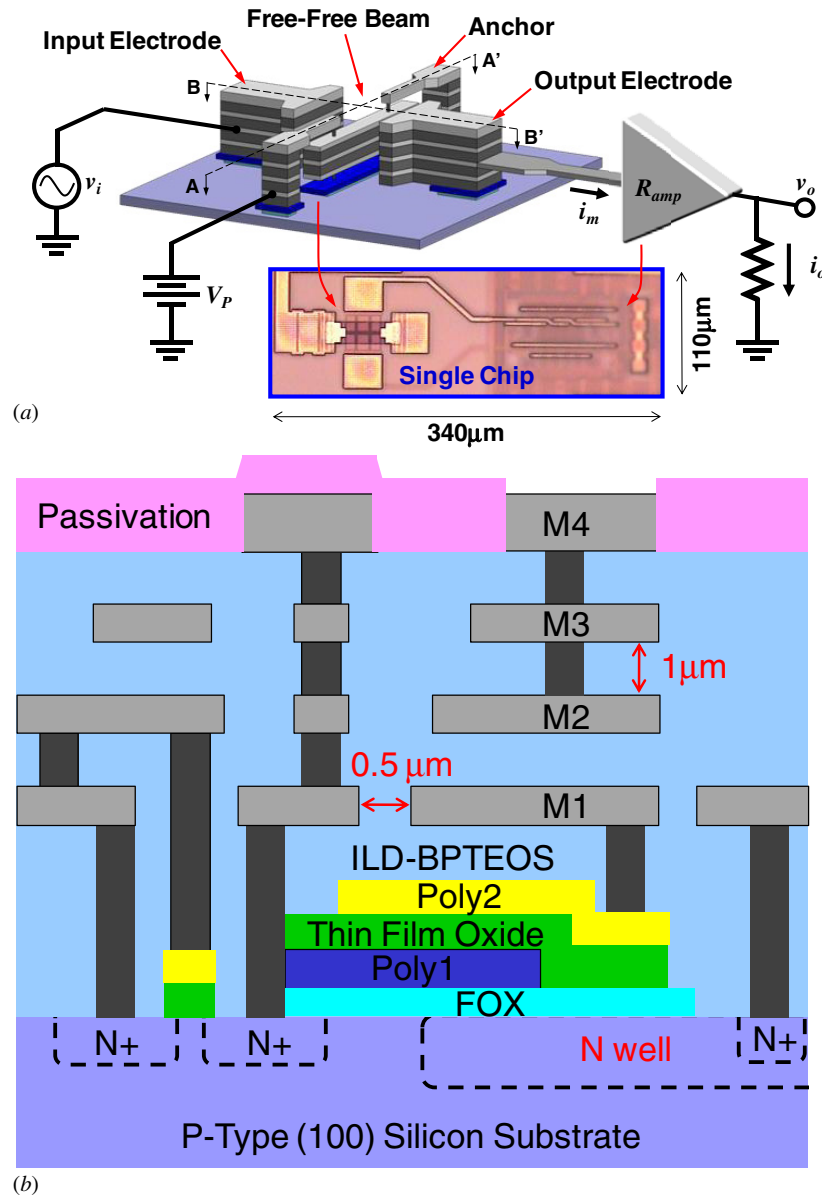 Free-Free Beam
Input Electrode
Anchor
A'
Output Electrode
B
B'
A
v_i
V_P
i_m
R_amp
v_o
i_o
Single Chip
110μm
340μm
(a)
Passivation
M4
M3
1μm
M2
0.5 μm
M1
ILD-BPTEOS
Poly2
Thin Film Oxide
Poly1
FOX
N+
N+
N well
N+
P-Type (100) Silicon Substrate
(b)